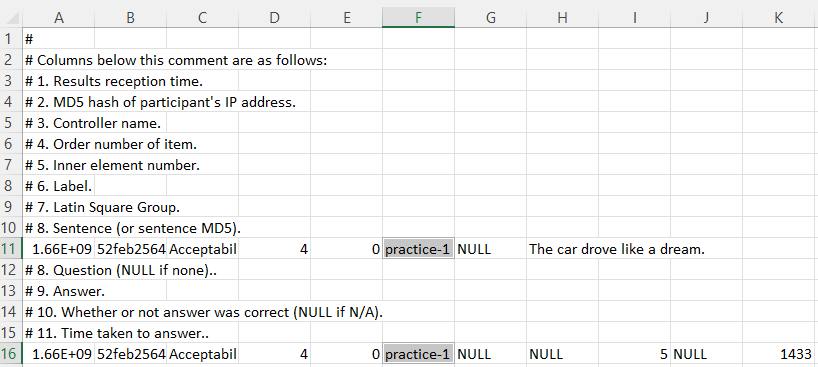 A B C D E F G H I J K
1 #
2 # Columns below this comment are as follows:
3 # 1. Results reception time.
4 # 2. MD5 hash of participant's IP address.
5 # 3. Controller name.
6 # 4. Order number of item.
7 # 5. Inner element number.
8 # 6. Label.
9 # 7. Latin Square Group.
10 # 8. Sentence (or sentence MD5).
11 1.66E+09 52feb2564 Acceptabil 4 0 practice-1 NULL The car drove like a dream.
12 # 8. Question (NULL if none)..
13 # 9. Answer.
14 # 10. Whether or not answer was correct (NULL if N/A).
15 # 11. Time taken to answer..
16 1.66E+09 52feb2564 Acceptabil 4 0 practice-1 NULL NULL 5 NULL 1433